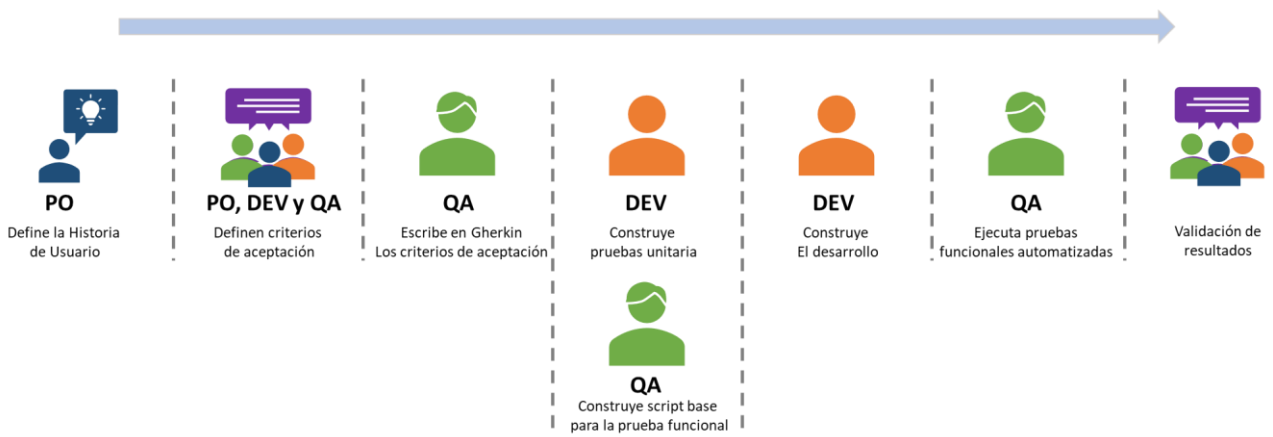 PO
Define la Historia
de Usuario
PO, DEV y QA
Definen criterios
de aceptación
QA
Escribe en Gherkin
Los criterios de aceptación
DEV
Construye
pruebas unitaria
QA
Construye script base
para la prueba funcional
DEV
Construye
El desarrollo
QA
Ejecuta pruebas
funcionales automatizadas
Validación de
resultados